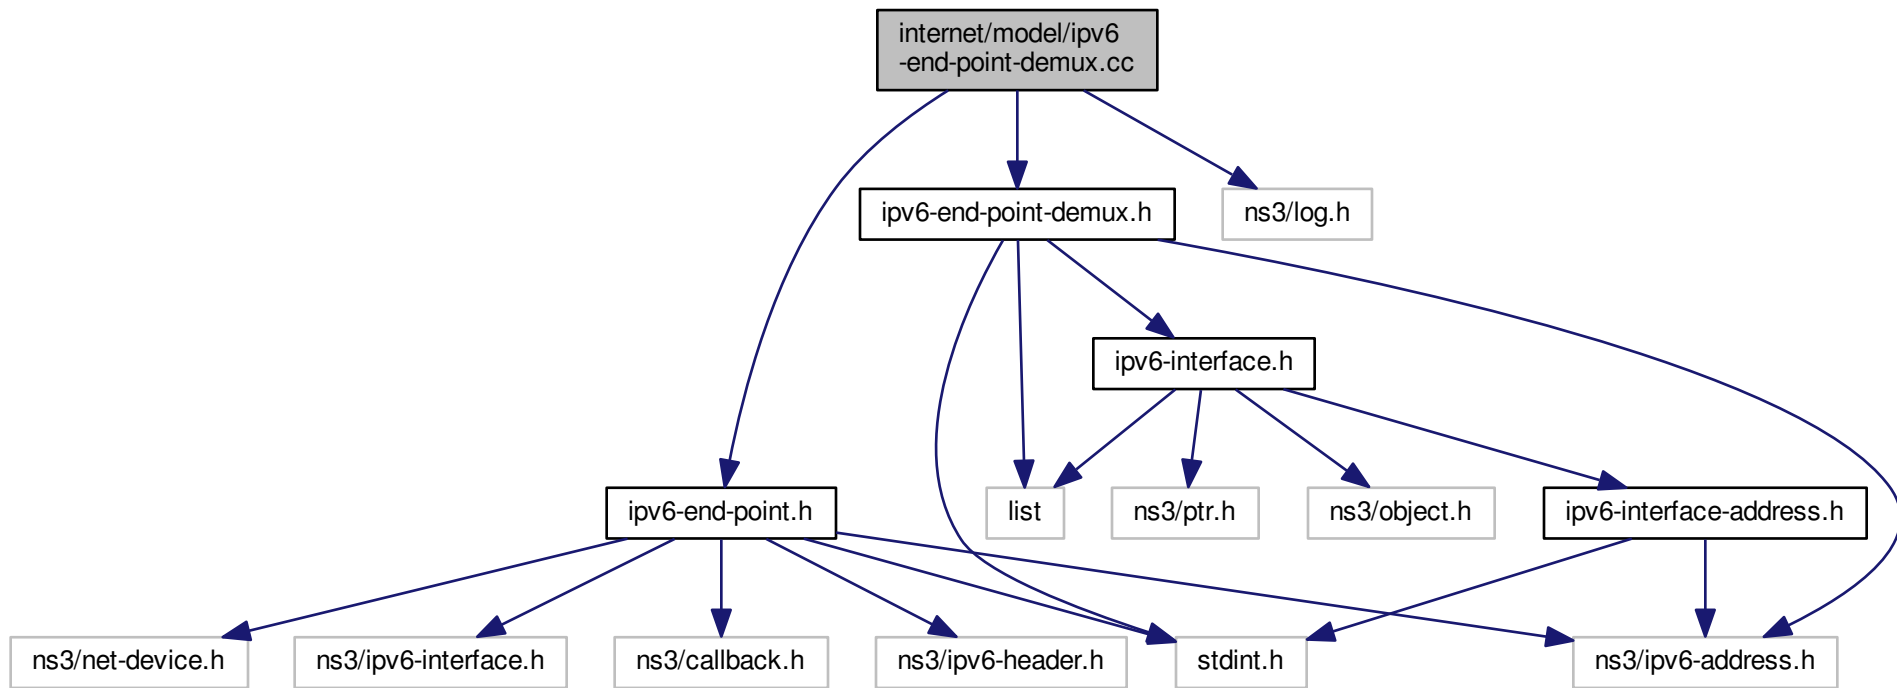 internet/model/ipv6
-end-point-demux.cc
ipv6-end-point-demux.h
ns3/log.h
ipv6-interface.h
ipv6-end-point.h
list
ns3/ptr.h
ns3/object.h
ipv6-interface-address.h
ns3/net-device.h
ns3/ipv6-interface.h
ns3/callback.h
ns3/ipv6-header.h
stdint.h
ns3/ipv6-address.h